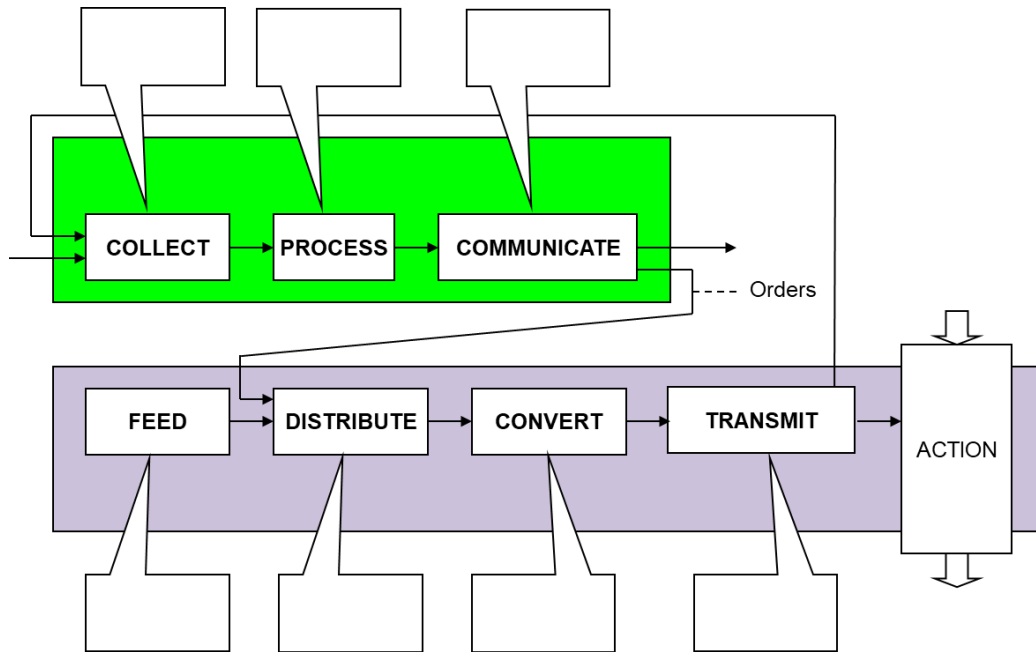 COLLECT
PROCESS
COMMUNICATE
Orders
FEED
DISTRIBUTE
CONVERT
TRANSMIT
ACTION